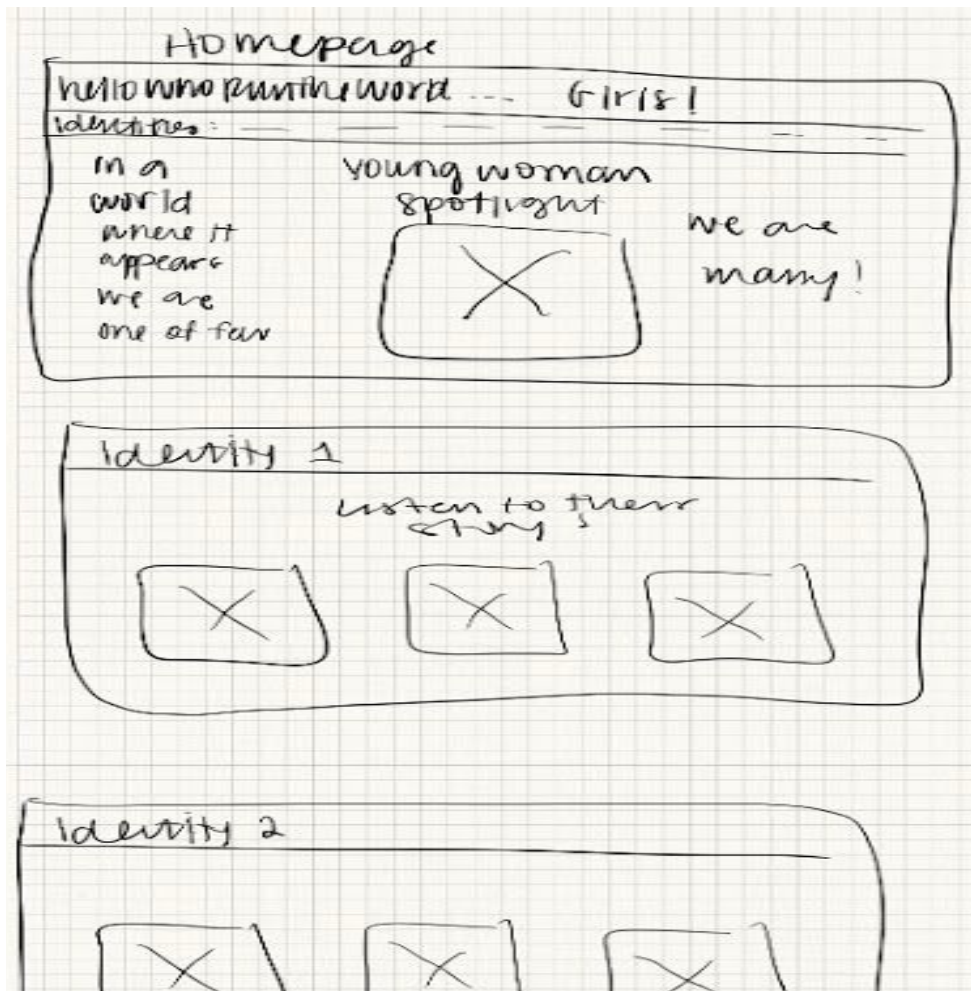 Homepage
hello who run the world ... Girls!
Identities:
in a
world
where it
appears
we are
one of few
young woman
spotlight
we are
many!
Identity 1
Listen to their
story!
Identity 2